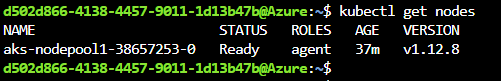 d502d866-4138-4457-9011-1d13b47b@Azure:~$ kubectl get nodes
NAME STATUS ROLES AGE VERSION
aks-nodepool1-38657253-0 Ready agent 37m v1.12.8
d502d866-4138-4457-9011-1d13b47b@Azure:~$